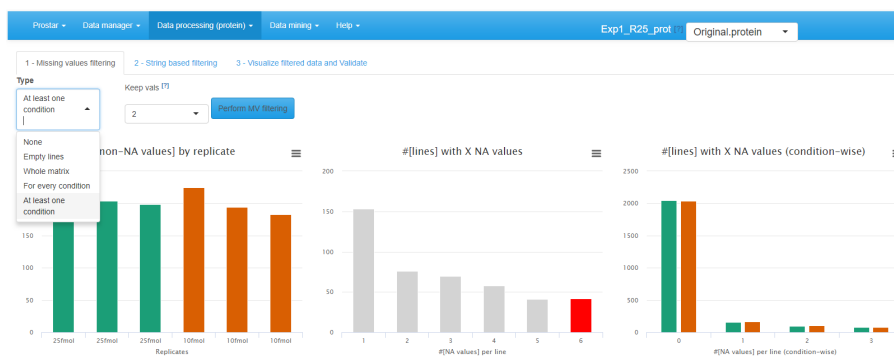 Prostar Data manager Data processing (protein) Data mining Help Exp1_R25_prot [?] Original.protein
1 - Missing values filtering 2 - String based filtering 3 - Visualize filtered data and Validate
Type
Keep vals [?]
At least one
condition
2
Perform MV filtering
None
Empty lines
Whole matrix
For every condition
At least one
condition
non-NA values] by replicate
150
100
50
0
25fmol 25fmol 25fmol 10fmol 10fmol 10fmol
Replicates
#[lines] with X NA values
200
150
100
50
0
1 2 3 4 5 6
#[NA values] per line
#[lines] with X NA values (condition-wise)
2500
2000
1500
1000
500
0
0 1 2 3
#[NA values] per line (condition-wise)